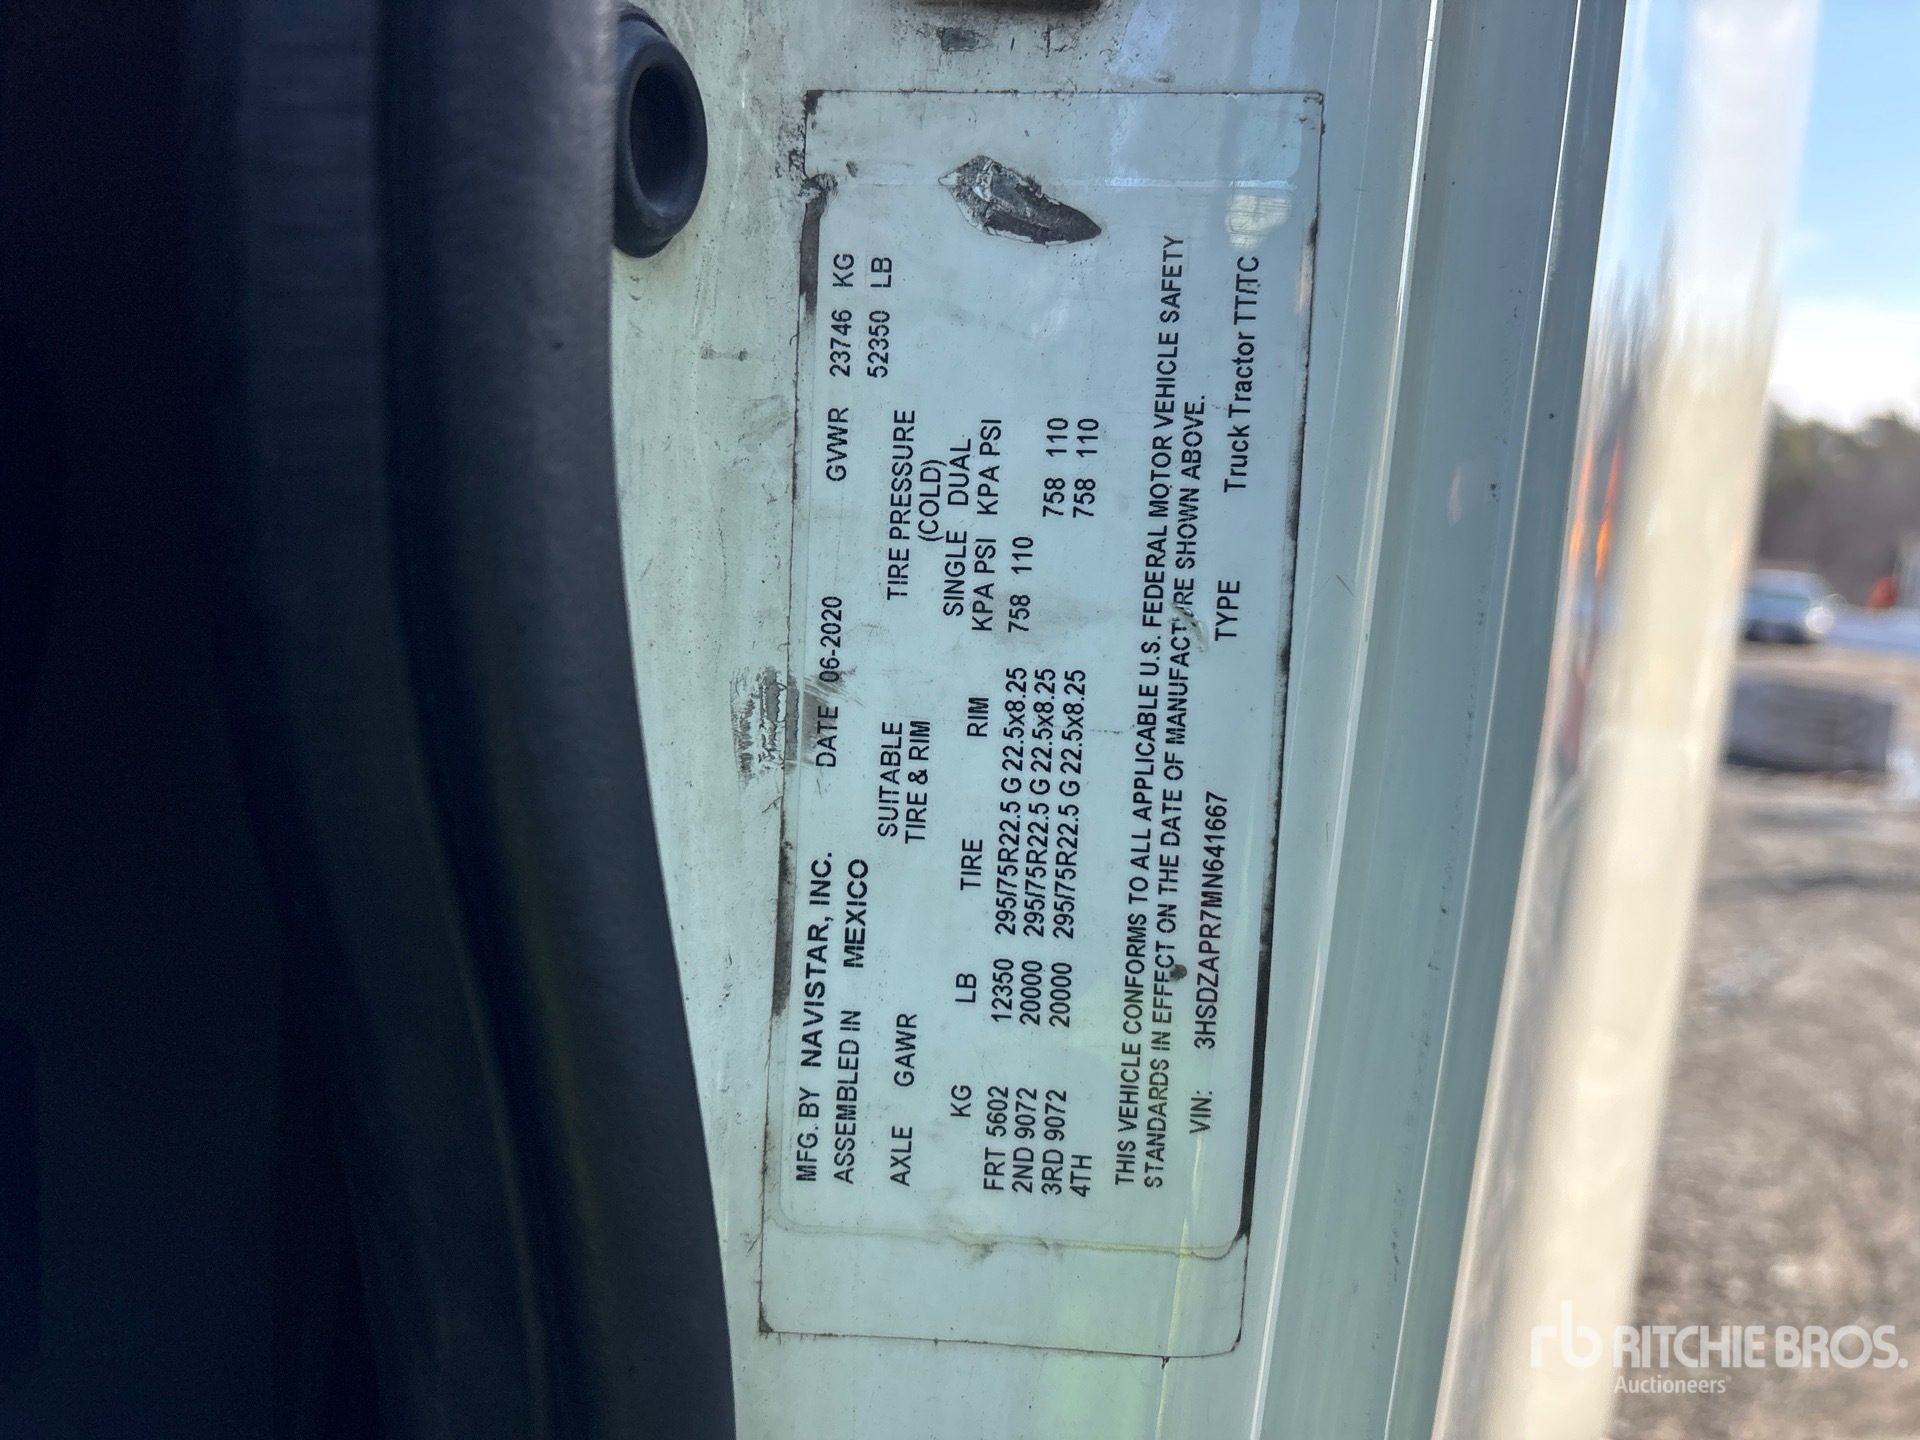 MFG. BY NAVISTAR, INC. DATE 06-2020 GVWR 23746 KG
ASSEMBLED IN MEXICO 52350 LB
AXLE GAWR SUITABLE TIRE PRESSURE
TIRE & RIM (COLD)
SINGLE DUAL
KG LB TIRE RIM KPA PSI KPA PSI
FRT 5602 12350 295/75R22.5 G 22.5x8.25 758 110
2ND 9072 20000 295/75R22.5 G 22.5x8.25 758 110
3RD 9072 20000 295/75R22.5 G 22.5x8.25 758 110
4TH
THIS VEHICLE CONFORMS TO ALL APPLICABLE U.S. FEDERAL MOTOR VEHICLE SAFETY
STANDARDS IN EFFECT ON THE DATE OF MANUFACTURE SHOWN ABOVE.
VIN: 3HSDZAPR7MN641667 TYPE Truck Tractor TT/TC
rb RITCHIE BROS.
Auctioneers